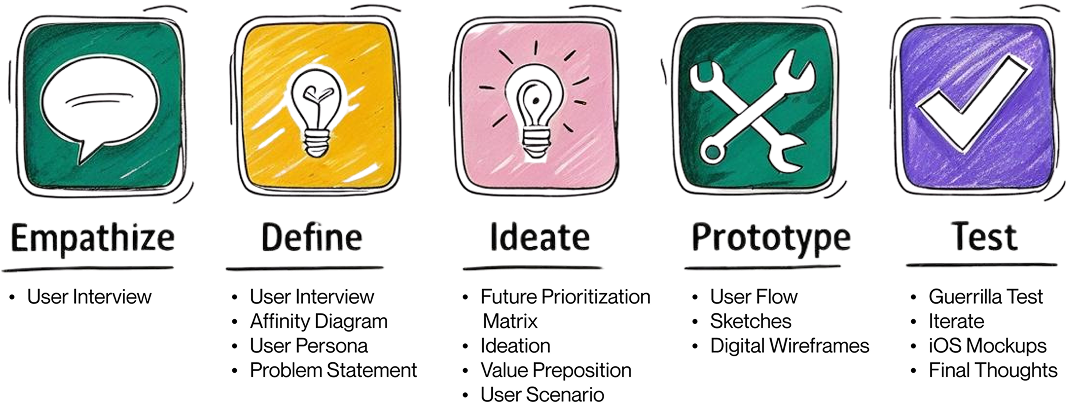 Empathize
• User Interview
Define
• User Interview
• Affinity Diagram
• User Persona
• Problem Statement
Ideate
• Future Prioritization
Matrix
• Ideation
• Value Preposition
• User Scenario
Prototype
• User Flow
• Sketches
• Digital Wireframes
Test
• Guerrilla Test
• Iterate
• iOS Mockups
• Final Thoughts